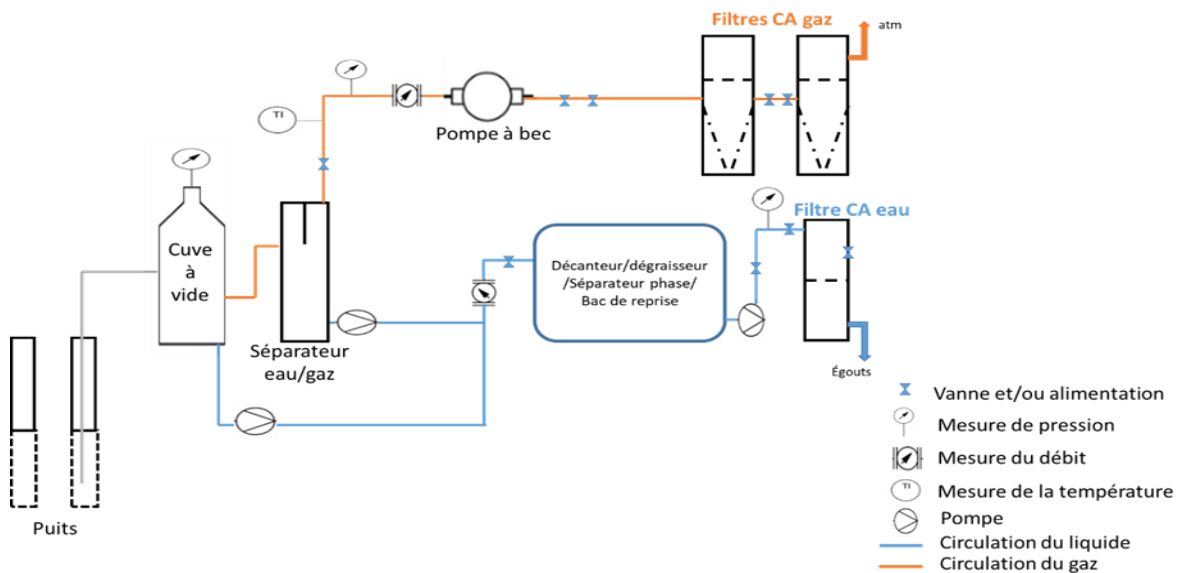 Filtres CA gaz
atm
TI
Pompe à bec
Filtre CA eau
Cuve
à
vide
Décanteur/dégraisseur
/Séparateur phase/
Bac de reprise
Séparateur
eau/gaz
Égouts
Puits
Vanne et/ou alimentation
Mesure de pression
Mesure du débit
TI
Mesure de la température
Pompe
Circulation du liquide
Circulation du gaz